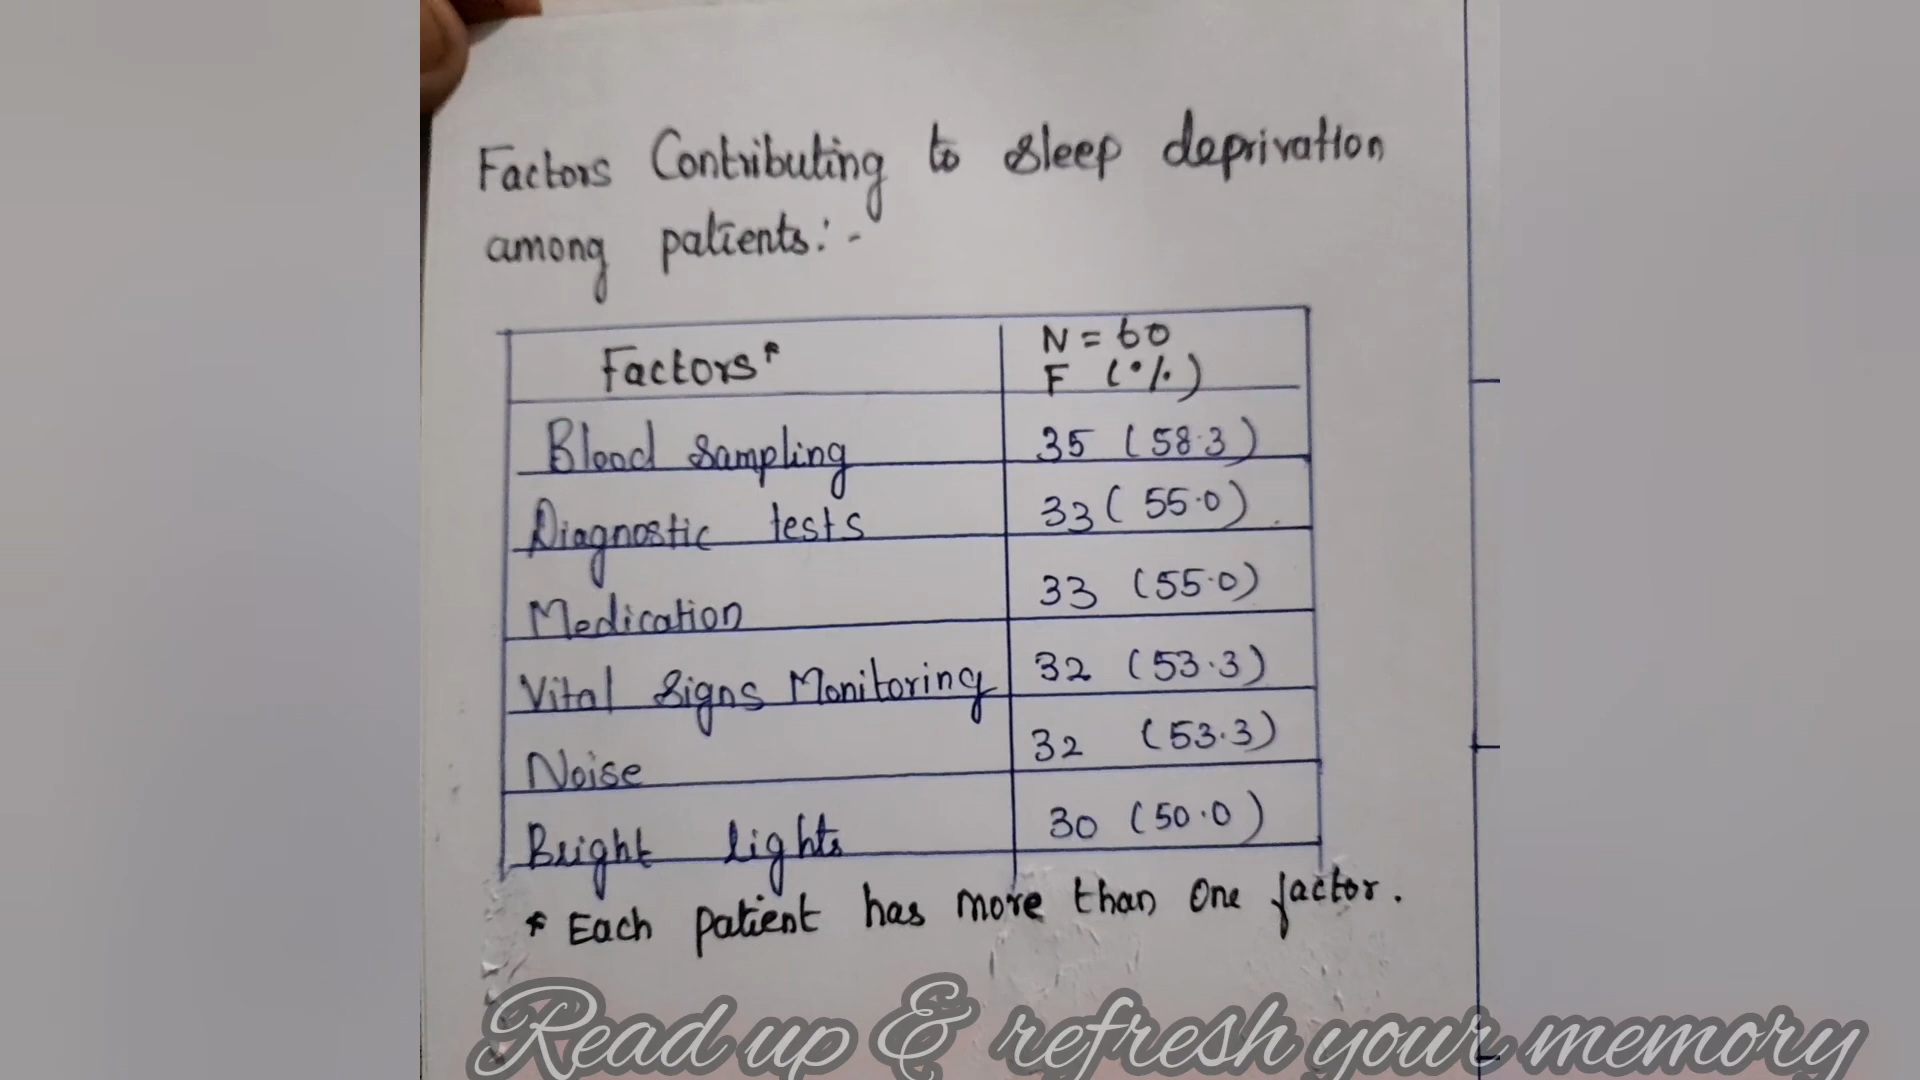 Factors Contributing to sleep deprivation
among patients:-
Factors* N = 60
F (%)
Blood sampling 35 (58.3)
Diagnostic tests 33 (55.0)
Medication 33 (55.0)
Vital signs Monitoring 32 (53.3)
Noise 32 (53.3)
Bright lights 30 (50.0)
* Each patient has more than one factor.
Read up & refresh your memory